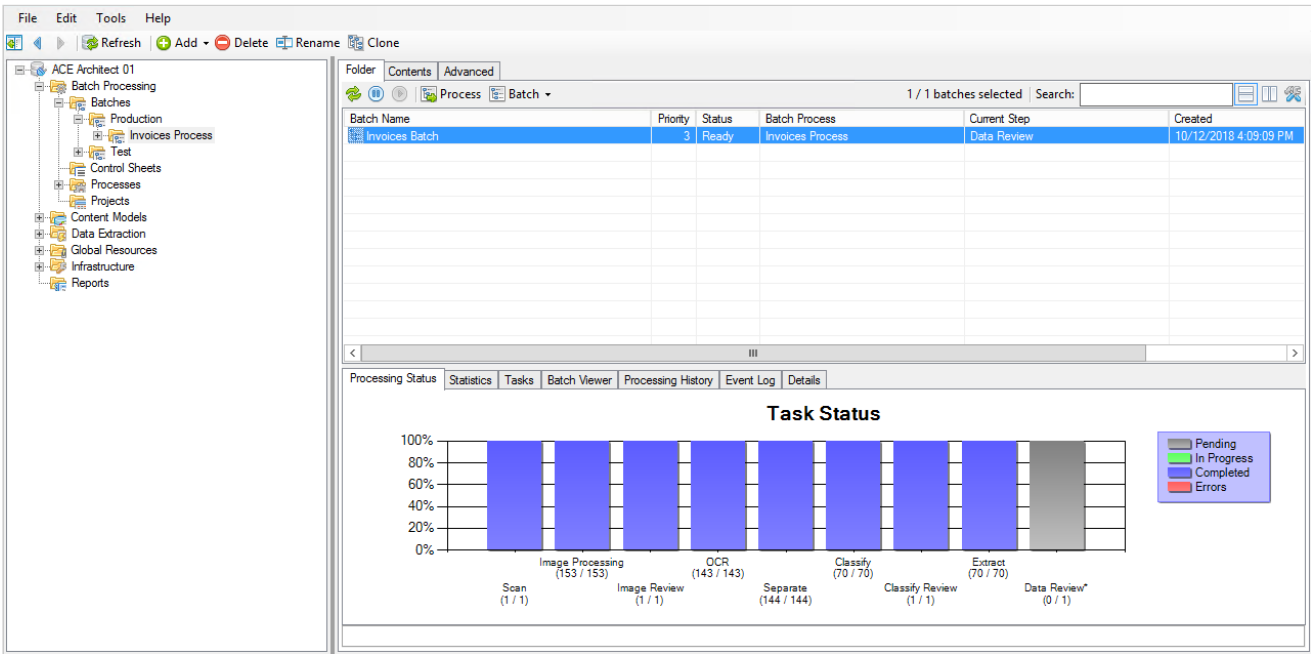 File Edit Tools Help
Refresh Add Delete Rename Clone
ACE Architect 01
Batch Processing
Batches
Production
Invoices Process
Test
Control Sheets
Processes
Projects
Content Models
Data Extraction
Global Resources
Infrastructure
Reports
Folder Contents Advanced
Process Batch 1 / 1 batches selected Search:
Batch Name Priority Status Batch Process Current Step Created
Invoices Batch 3 Ready Invoices Process Data Review 10/12/2018 4:09:09 PM
Processing Status Statistics Tasks Batch Viewer Processing History Event Log Details
Task Status
100%
80%
60%
40%
20%
0%
Pending
In Progress
Completed
Errors
Image Processing OCR Classify Extract
(153 / 153) (143 / 143) (70 / 70) (70 / 70)
Scan Image Review Separate Classify Review Data Review*
(1 / 1) (1 / 1) (144 / 144) (1 / 1) (0 / 1)